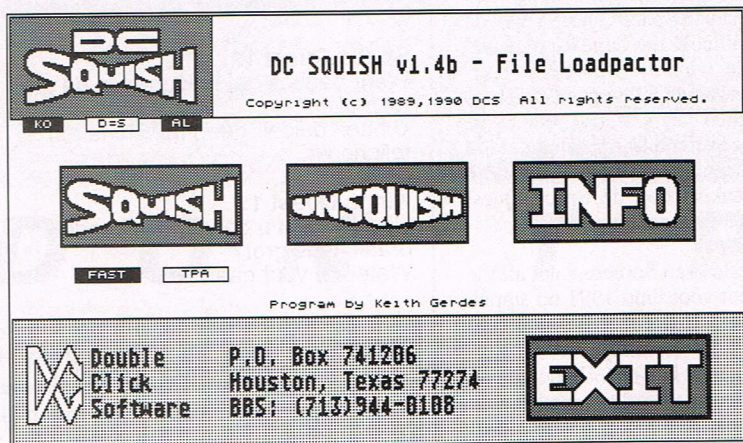 DC
SQUISH
DC SQUISH v1.4b - File Loadpactor
Copyright (c) 1989,1990 DCS All rights reserved.
KO D=S AL
SQUISH UNSQUISH INFO
FAST TPA
Program by Keith Gerdes
Double Click Software
P.O. Box 741206
Houston, Texas 77274
BBS: (713)944-0108
EXIT